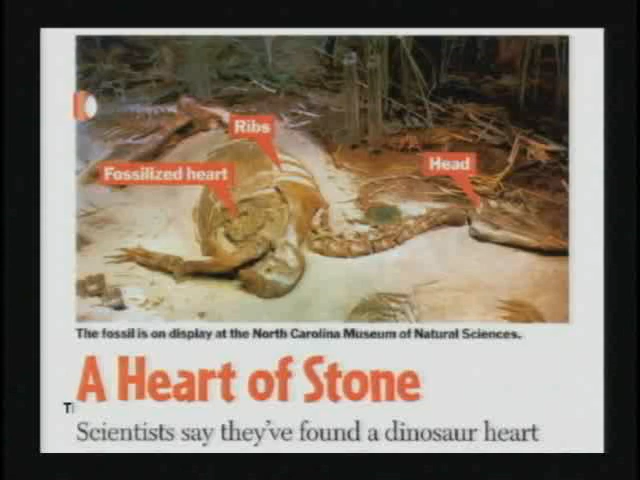 Ribs
Fossilized heart
Head
The fossil is on display at the North Carolina Museum of Natural Sciences.
A Heart of Stone
Scientists say they've found a dinosaur heart